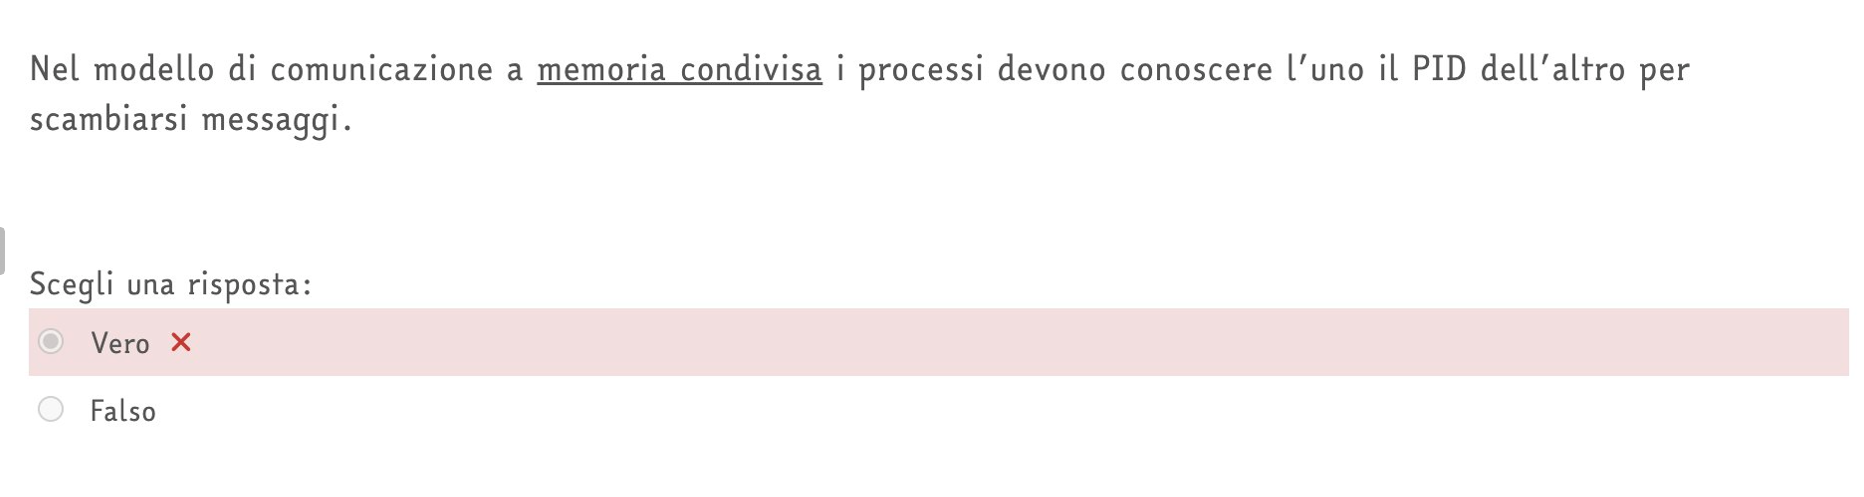 Nel modello di comunicazione a memoria condivisa i processi devono conoscere l'uno il PID dell'altro per
scambiarsi messaggi.
Scegli una risposta:
Vero ✗
Falso